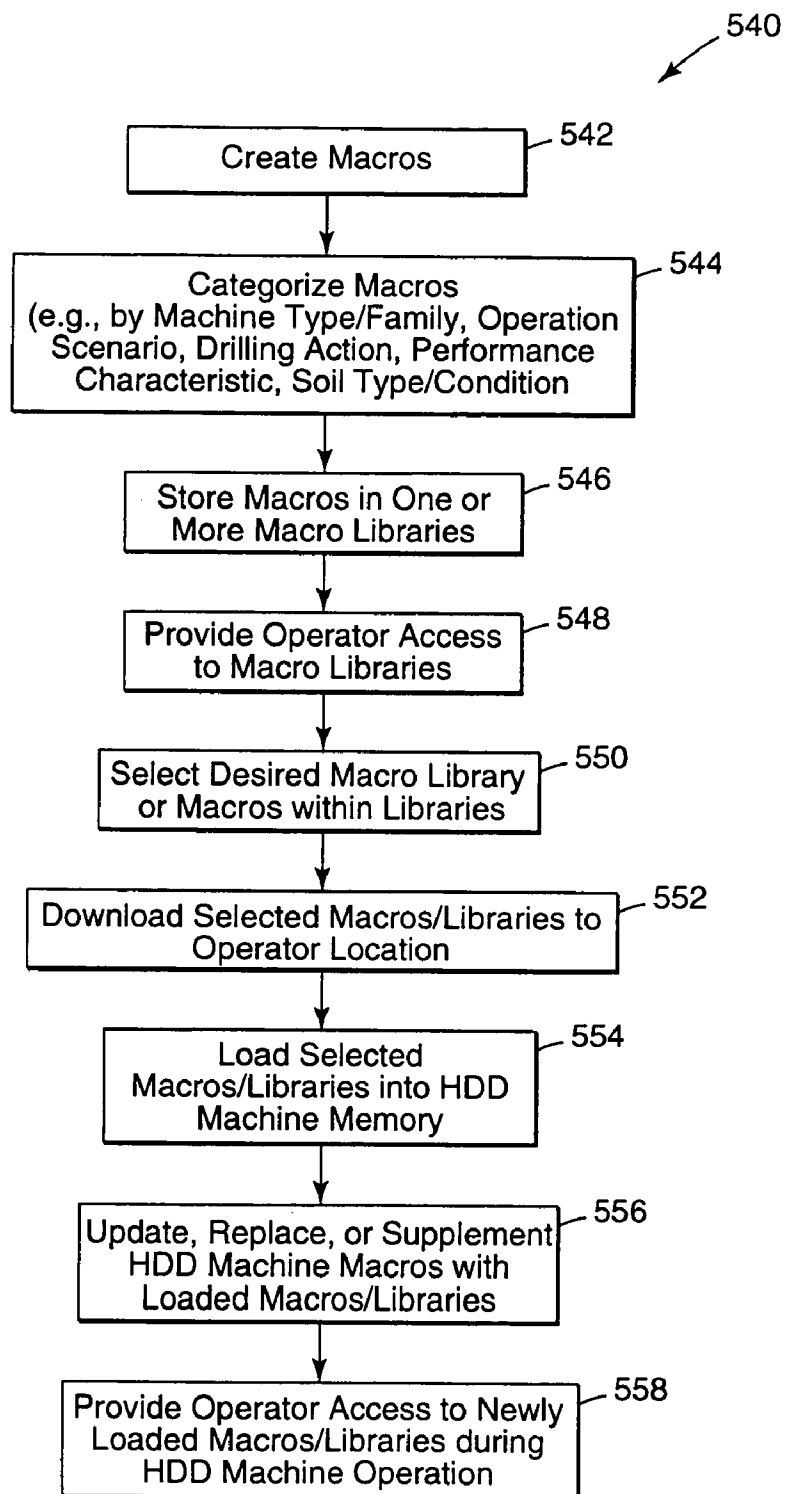 540
Create Macros
542
Categorize Macros
(e.g., by Machine Type/Family, Operation
Scenario, Drilling Action, Performance
Characteristic, Soil Type/Condition
544
Store Macros in One or
More Macro Libraries
546
Provide Operator Access
to Macro Libraries
548
Select Desired Macro Library
or Macros within Libraries
550
Download Selected Macros/Libraries to
Operator Location
552
Load Selected
Macros/Libraries into HDD
Machine Memory
554
Update, Replace, or Supplement
HDD Machine Macros with
Loaded Macros/Libraries
556
Provide Operator Access to Newly
Loaded Macros/Libraries during
HDD Machine Operation
558